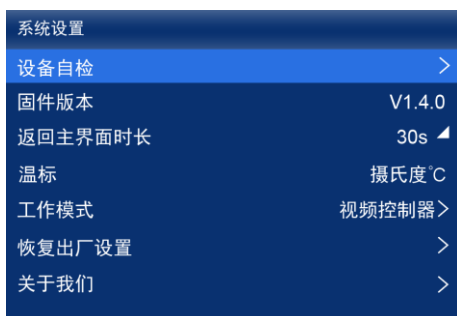 系统设置
设备自检 >
固件版本 V1.4.0
返回主界面时长 30s
温标 摄氏度°C
工作模式 视频控制器>
恢复出厂设置 >
关于我们 >